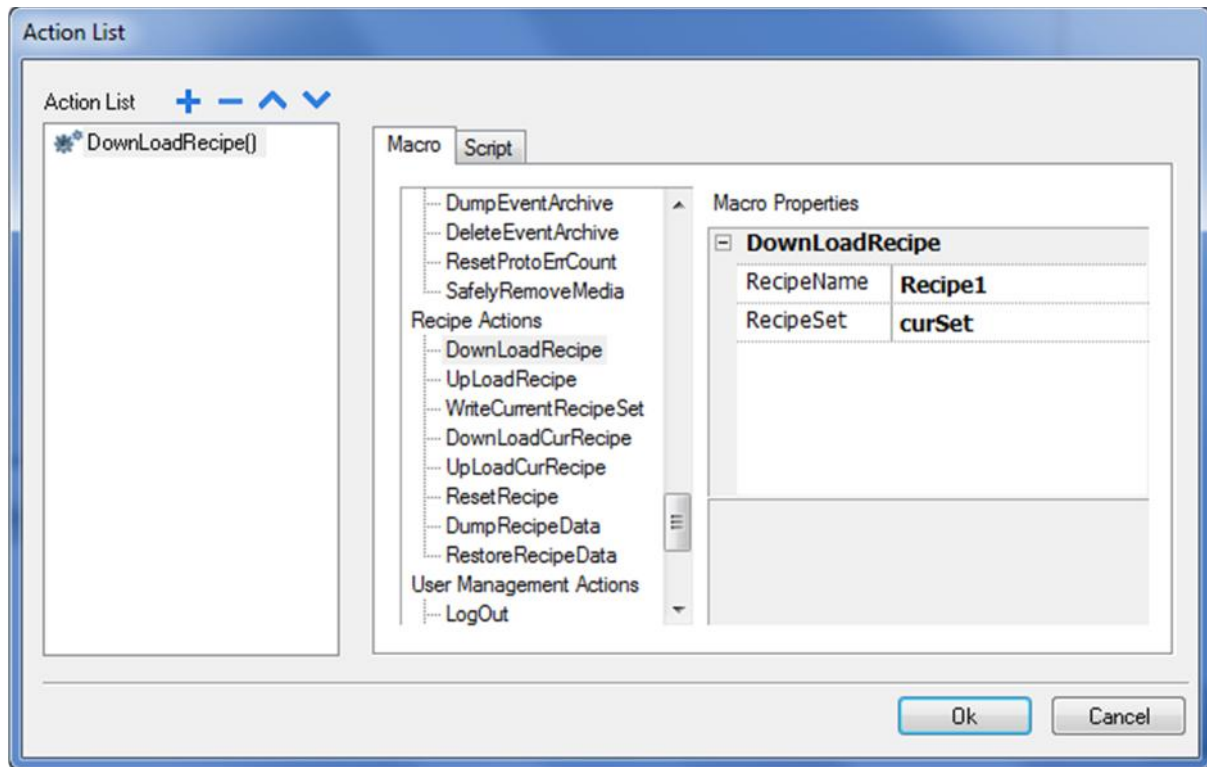 Action List
Action List
DownLoadRecipe()
Macro Script
DumpEventArchive
DeleteEventArchive
ResetProtoErrCount
SafelyRemoveMedia
Recipe Actions
DownLoadRecipe
UpLoadRecipe
WriteCurrentRecipeSet
DownLoadCurRecipe
UpLoadCurRecipe
ResetRecipe
DumpRecipeData
RestoreRecipeData
User Management Actions
LogOut
Macro Properties
DownLoadRecipe
RecipeName Recipe1
RecipeSet curSet
Ok Cancel